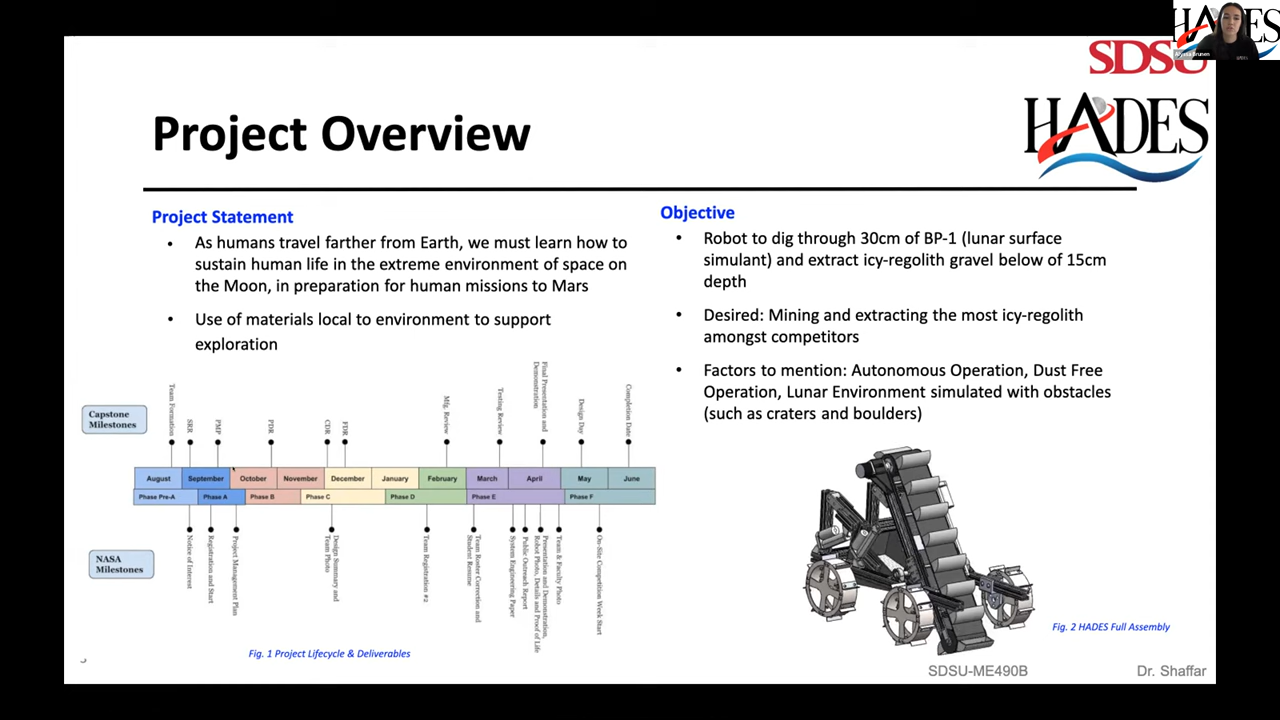 HADES
Alyssa Brunen
SDSU
HADES
Project Overview
Project Statement
• As humans travel farther from Earth, we must learn how to
sustain human life in the extreme environment of space on
the Moon, in preparation for human missions to Mars
• Use of materials local to environment to support
exploration
Objective
• Robot to dig through 30cm of BP-1 (lunar surface
simulant) and extract icy-regolith gravel below of 15cm
depth
• Desired: Mining and extracting the most icy-regolith
amongst competitors
• Factors to mention: Autonomous Operation, Dust Free
Operation, Lunar Environment simulated with obstacles
(such as craters and boulders)
Capstone
Milestones
Team Formation
SRR
PMP
PDR
CDR
FDR
Mfg. Review
Testing Review
Final Presentation and
Demonstration
Design Day
Completion Date
August
September
October
November
December
January
February
March
April
May
June
Phase Pre-A
Phase A
Phase B
Phase C
Phase D
Phase E
Phase F
NASA
Milestones
Notice of Interest
Registration and Start
Project Management Plan
Design Summary and
Team Photo
Team Registration #2
Team Roster Correction and
Student Resume
System Engineering Paper
Public Outreach Report
Presentation and Demonstration,
Robot Photo, Details and Proof of Life
Team & Faculty Photo
On-Site Competition Week Start
Fig. 1 Project Lifecycle & Deliverables
Fig. 2 HADES Full Assembly
SDSU-ME490B
Dr. Shaffar